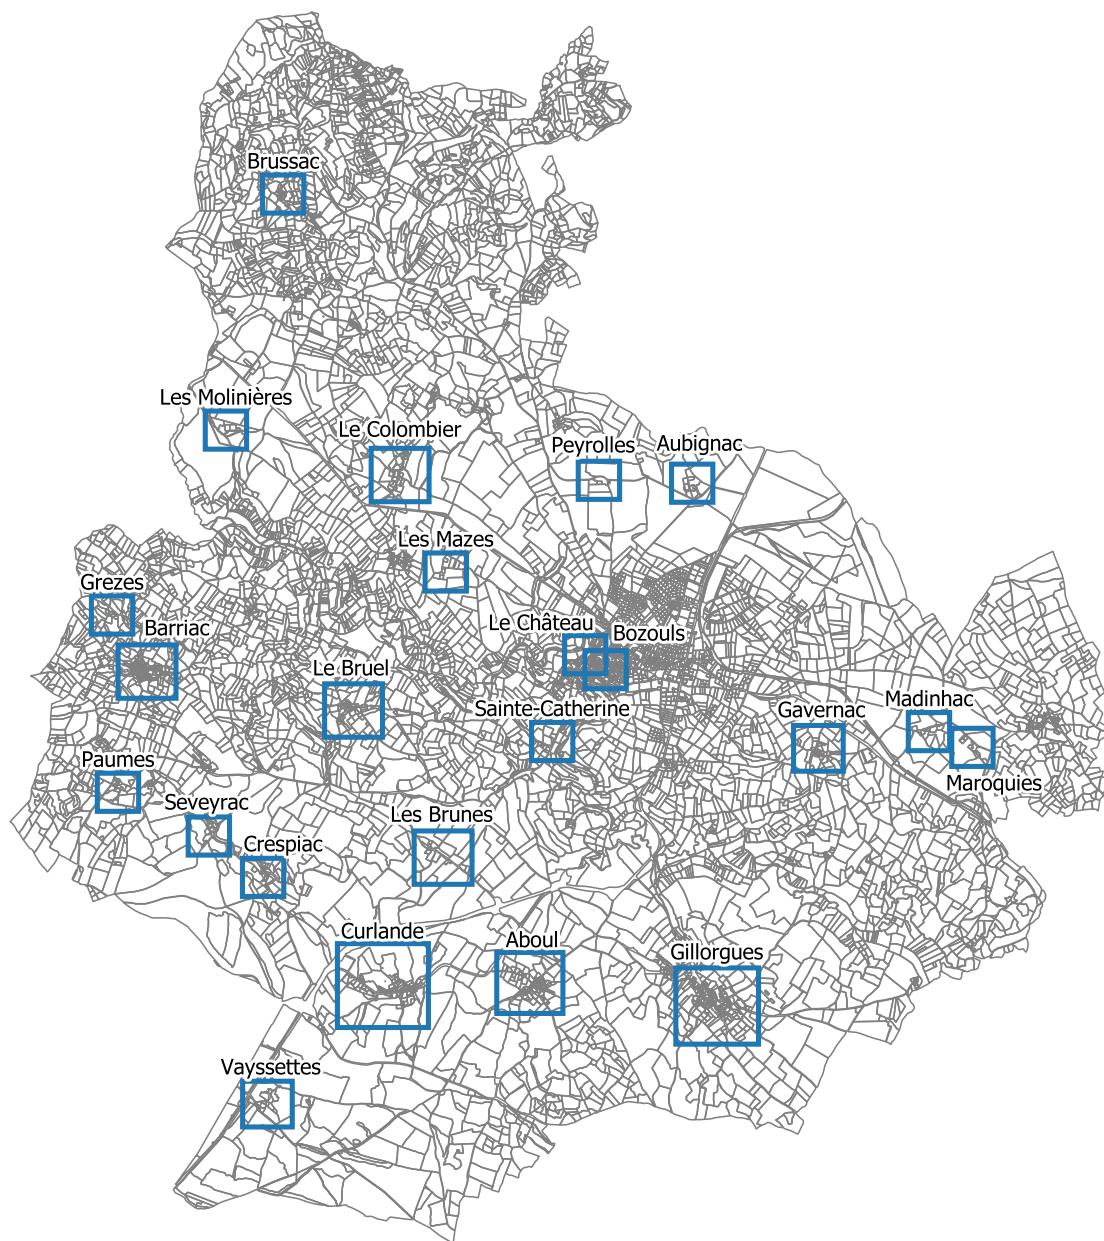 Brussac
Les Molinières
Le Colombier
Peyrolles
Aubignac
Les Mazes
Grezes
Le Château
Barriac
Bozouls
Le Bruel
Sainte-Catherine
Madinhac
Gavernac
Paumes
Maroquies
Seveyrac
Les Brunes
Crespiac
Curlande
Aboul
Gillorgues
Vayssettes